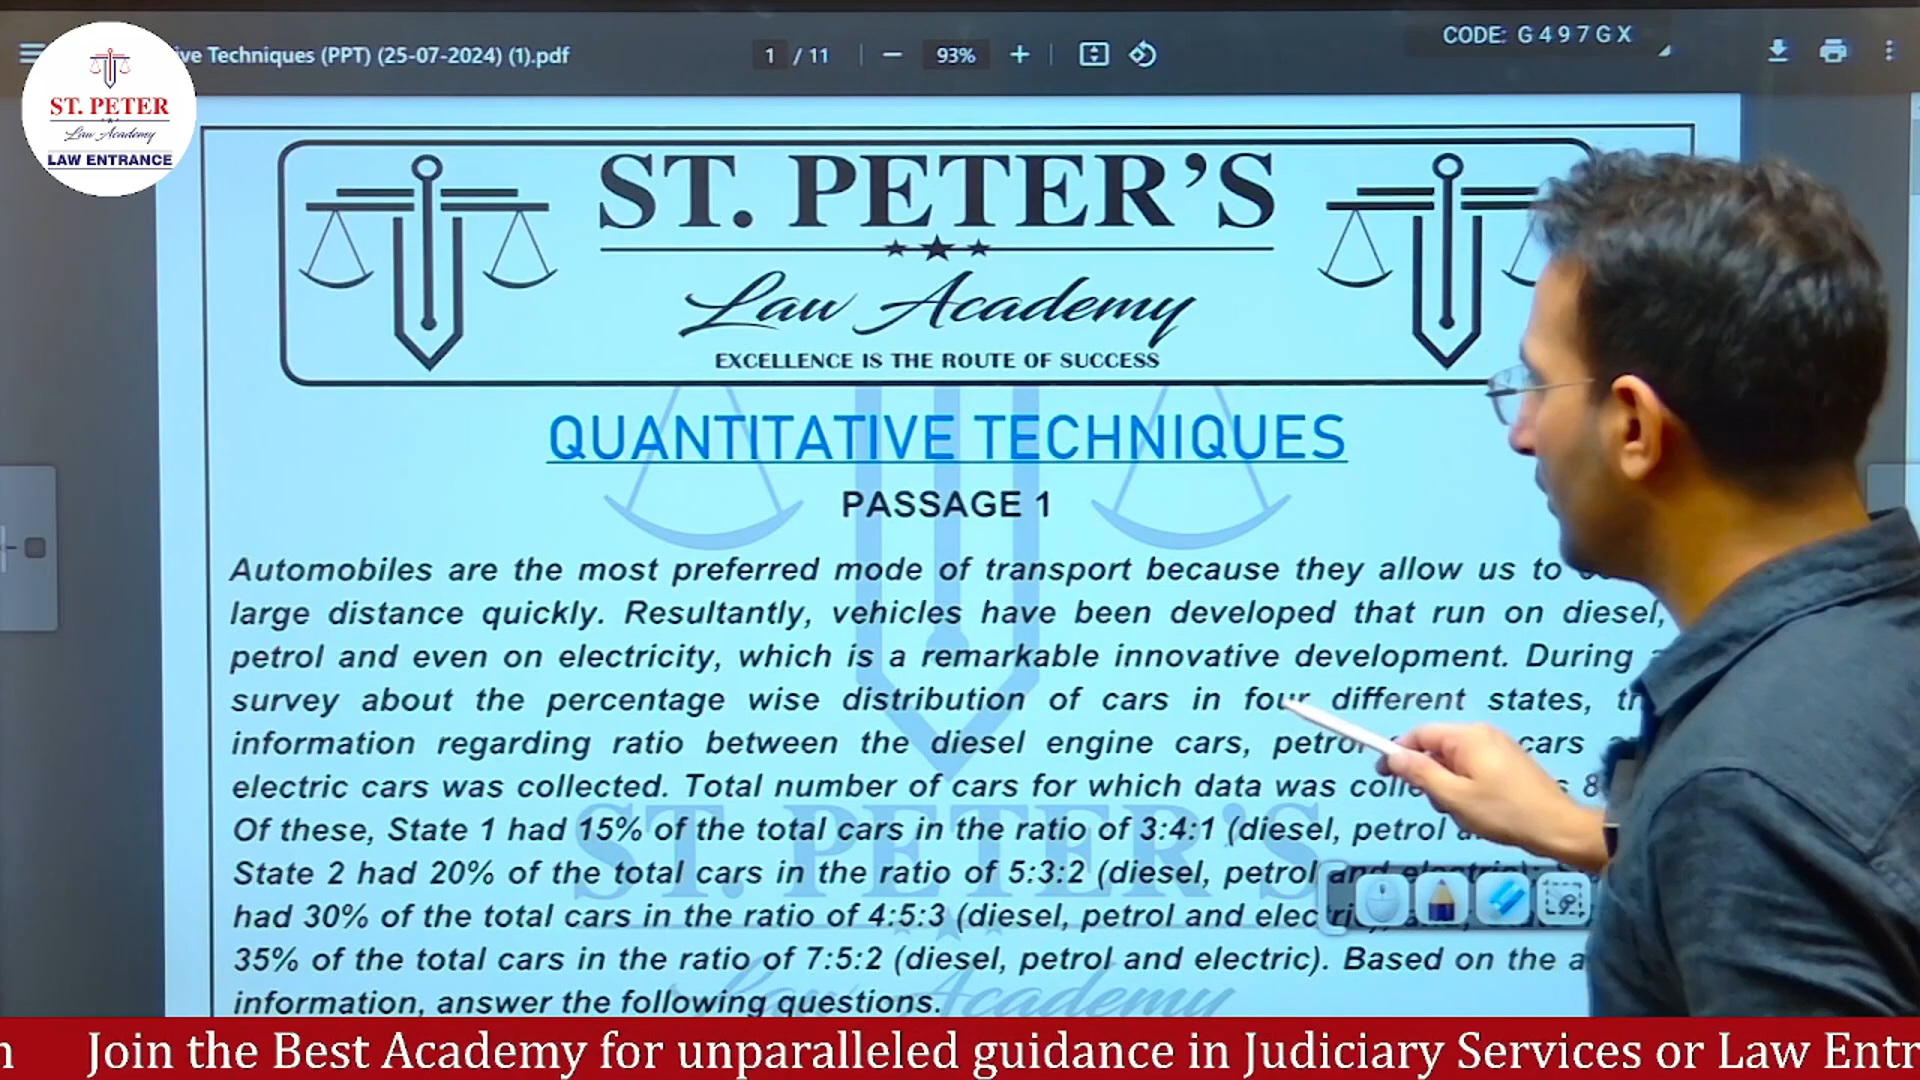 ve Techniques (PPT) (25-07-2024) (1).pdf
1 / 11
93%
CODE: G497GX
ST. PETER
Law Academy
LAW ENTRANCE
ST. PETER'S
Law Academy
EXCELLENCE IS THE ROUTE OF SUCCESS
QUANTITATIVE TECHNIQUES
PASSAGE 1
Automobiles are the most preferred mode of transport because they allow us to
large distance quickly. Resultantly, vehicles have been developed that run on diesel,
petrol and even on electricity, which is a remarkable innovative development. During
survey about the percentage wise distribution of cars in four different states,
information regarding ratio between the diesel engine cars, petrol cars
electric cars was collected. Total number of cars for which data was
Of these, State 1 had 15% of the total cars in the ratio of 3:4:1 (diesel, petrol
State 2 had 20% of the total cars in the ratio of 5:3:2 (diesel, petrol and electric);
had 30% of the total cars in the ratio of 4:5:3 (diesel, petrol and
35% of the total cars in the ratio of 7:5:2 (diesel, petrol and electric). Based on the
information, answer the following questions.
ST. PETER'S
Law Academy
n Join the Best Academy for unparalleled guidance in Judiciary Services or Law Entr